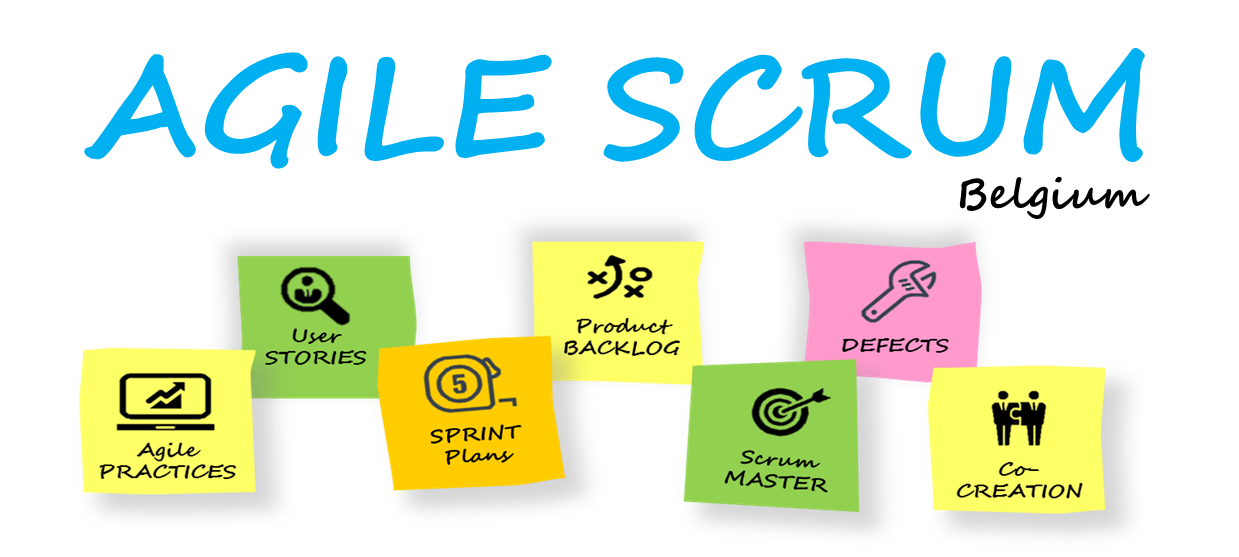 AGILE SCRUM
Belgium
User
STORIES
Product
BACKLOG
DEFECTS
Agile
PRACTICES
5
SPRINT
Plans
Scrum
MASTER
Co-
CREATION